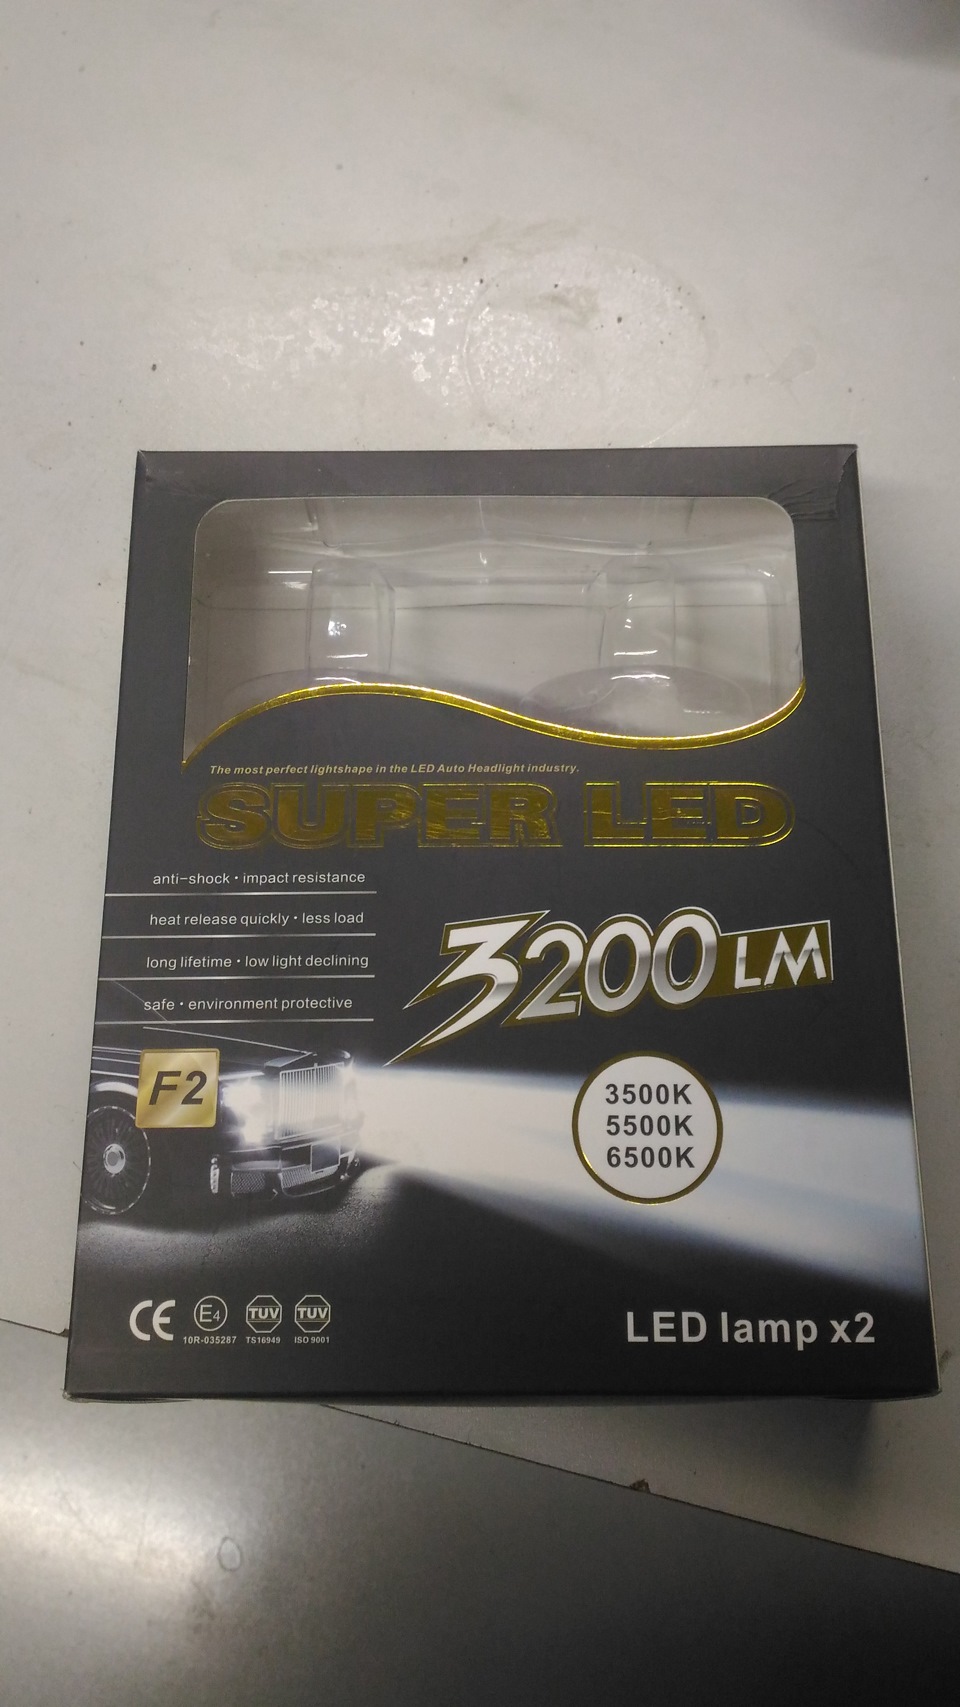 The most perfect lightshape in the LED Auto Headlight industry.
SUPER LED
anti-shock • impact resistance
heat release quickly • less load
long lifetime • low light declining
safe • environment protective
3200 LM
F2
3500K
5500K
6500K
CE
E4
10R-035287
TUV
TS16949
TUV
ISO 9001
LED lamp x2